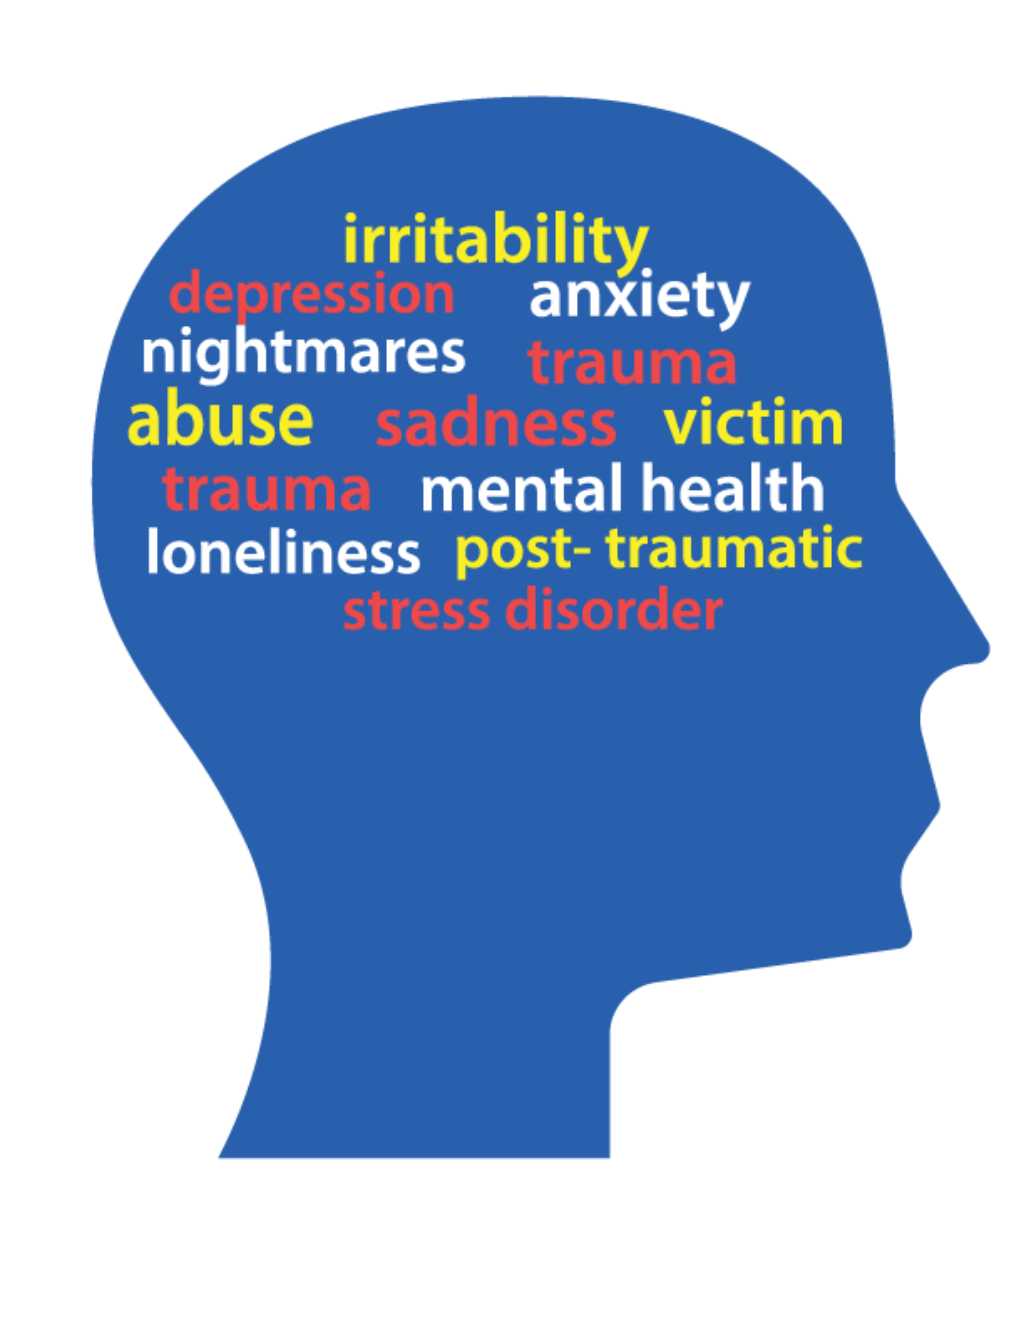 irritability
depression anxiety
nightmares trauma
abuse sadness victim
trauma mental health
loneliness post- traumatic
stress disorder